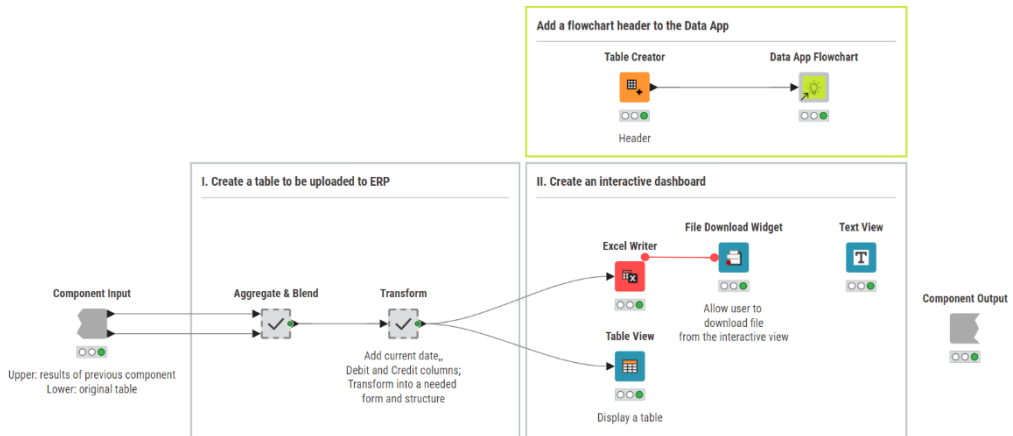 Add a flowchart header to the Data App
Table Creator
Data App Flowchart
Header
I. Create a table to be uploaded to ERP
II. Create an interactive dashboard
File Download Widget
Text View
Excel Writer
Component Input
Aggregate & Blend
Transform
Component Output
Allow user to
download file
from the interactive view
Table View
Upper: results of previous component
Lower: original table
Add current date,,
Debit and Credit columns;
Transform into a needed
form and structure
Display a table
T